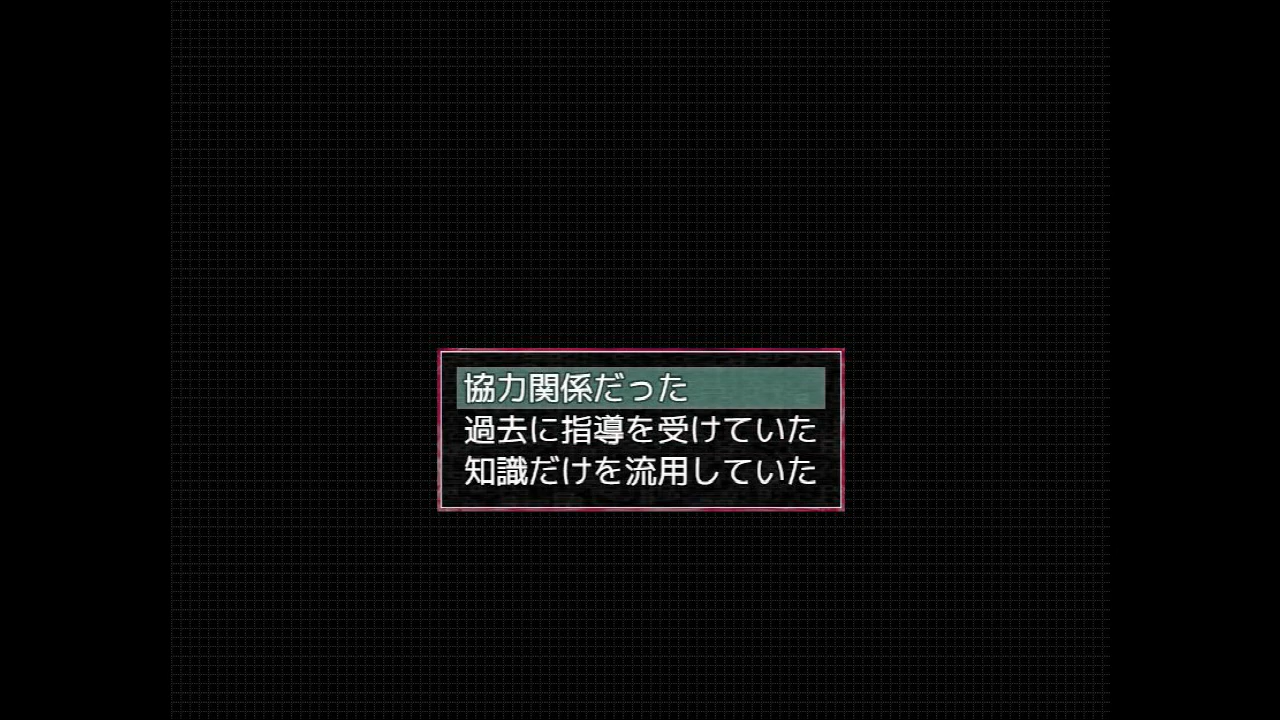 協力関係だった
過去に指導を受けていた
知識だけを流用していた